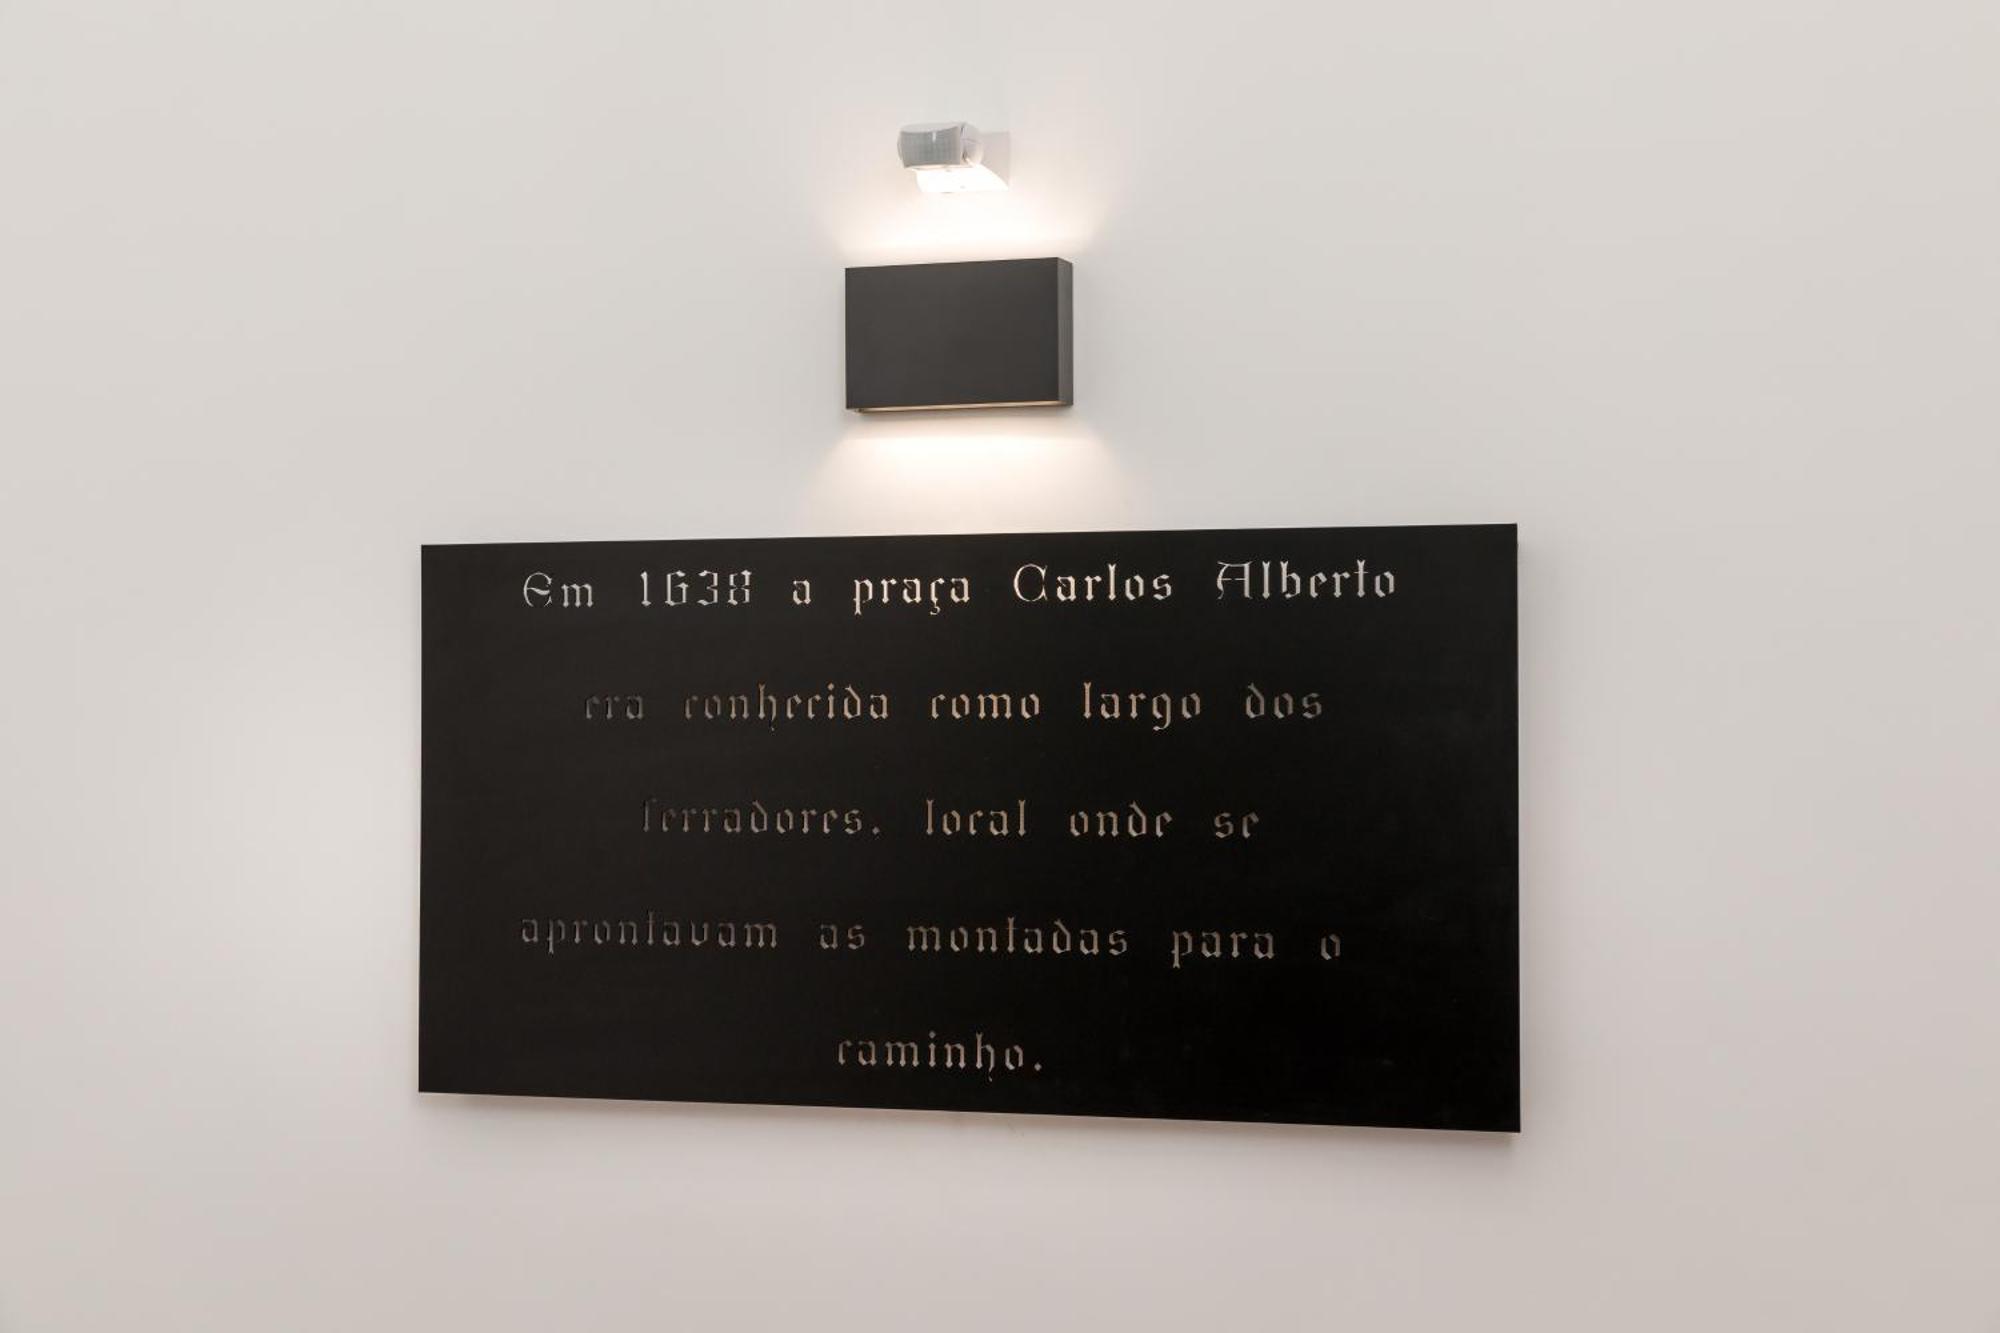 Em 1638 a praça Carlos Alberto
era conhecida como largo dos
ferradores. local onde se
aprontavam as montadas para o
caminho.